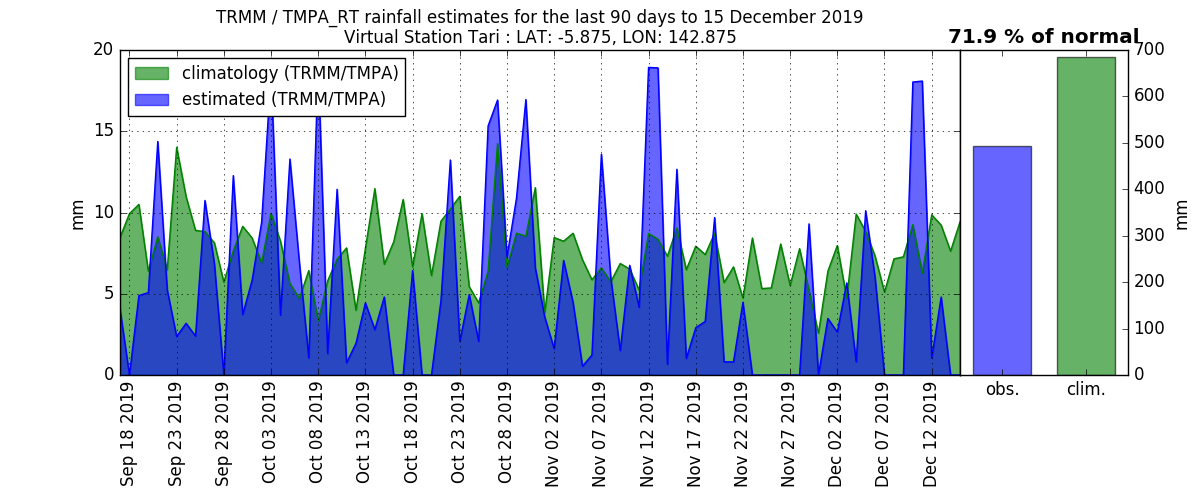 TRMM / TMPA_RT rainfall estimates for the last 90 days to 15 December 2019
Virtual Station Tari : LAT: -5.875, LON: 142.875
71.9 % of normal
climatology (TRMM/TMPA)
estimated (TRMM/TMPA)
20
15
10
5
0
mm
700
600
500
400
300
200
100
0
mm
Sep 18 2019
Sep 23 2019
Sep 28 2019
Oct 03 2019
Oct 08 2019
Oct 13 2019
Oct 18 2019
Oct 23 2019
Oct 28 2019
Nov 02 2019
Nov 07 2019
Nov 12 2019
Nov 17 2019
Nov 22 2019
Nov 27 2019
Dec 02 2019
Dec 07 2019
Dec 12 2019
obs.
clim.